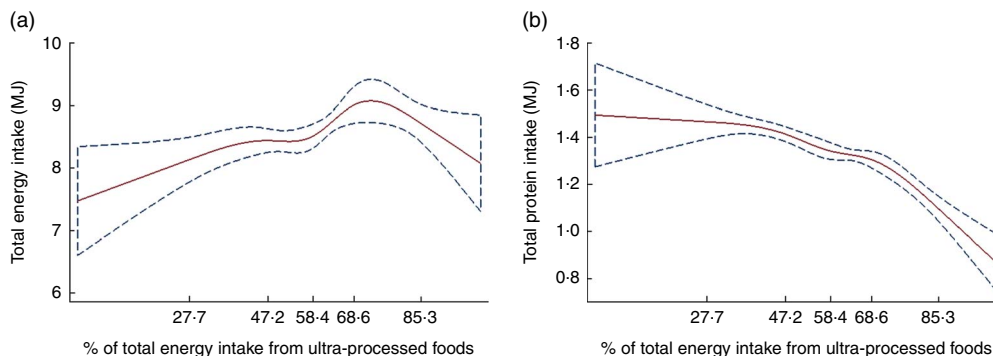 (a)
Total energy intake (MJ)
10
9
8
7
6
27·7 47·2 58·4 68·6 85·3
% of total energy intake from ultra-processed foods
(b)
Total protein intake (MJ)
1·8
1·6
1·4
1·2
1·0
0·8
27·7 47·2 58·4 68·6 85·3
% of total energy intake from ultra-processed foods